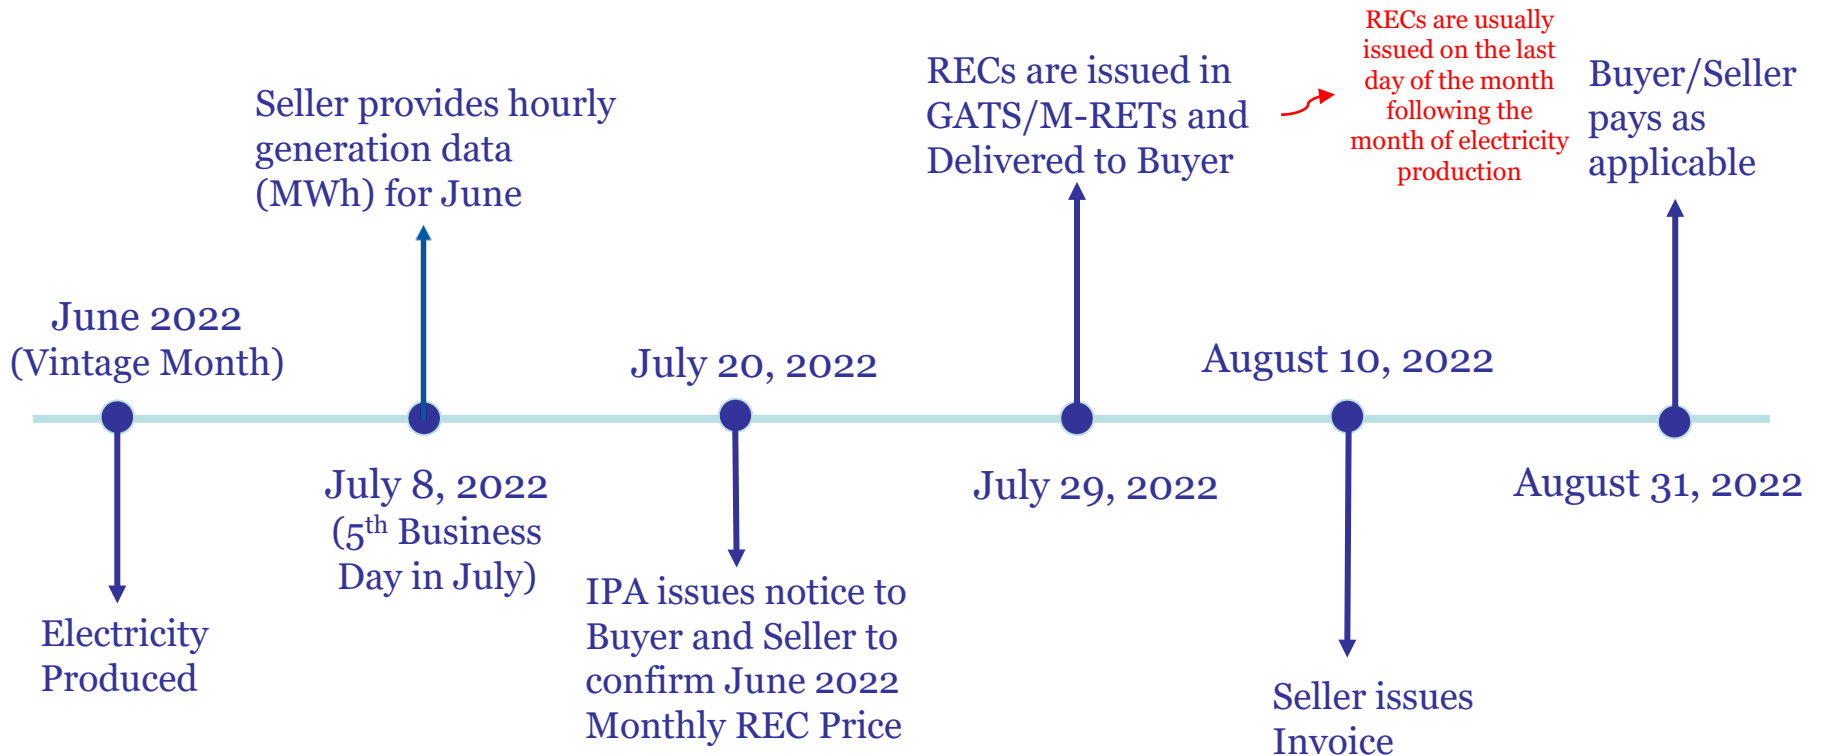 June 2022
(Vintage Month)
Electricity
Produced
Seller provides hourly
generation data
(MWh) for June
July 8, 2022
(5th Business
Day in July)
July 20, 2022
IPA issues notice to
Buyer and Seller to
confirm June 2022
Monthly REC Price
RECs are issued in
GATS/M-RETs and
Delivered to Buyer
RECs are usually
issued on the last
day of the month
following the
month of electricity
production
July 29, 2022
August 10, 2022
Seller issues
Invoice
Buyer/Seller
pays as
applicable
August 31, 2022